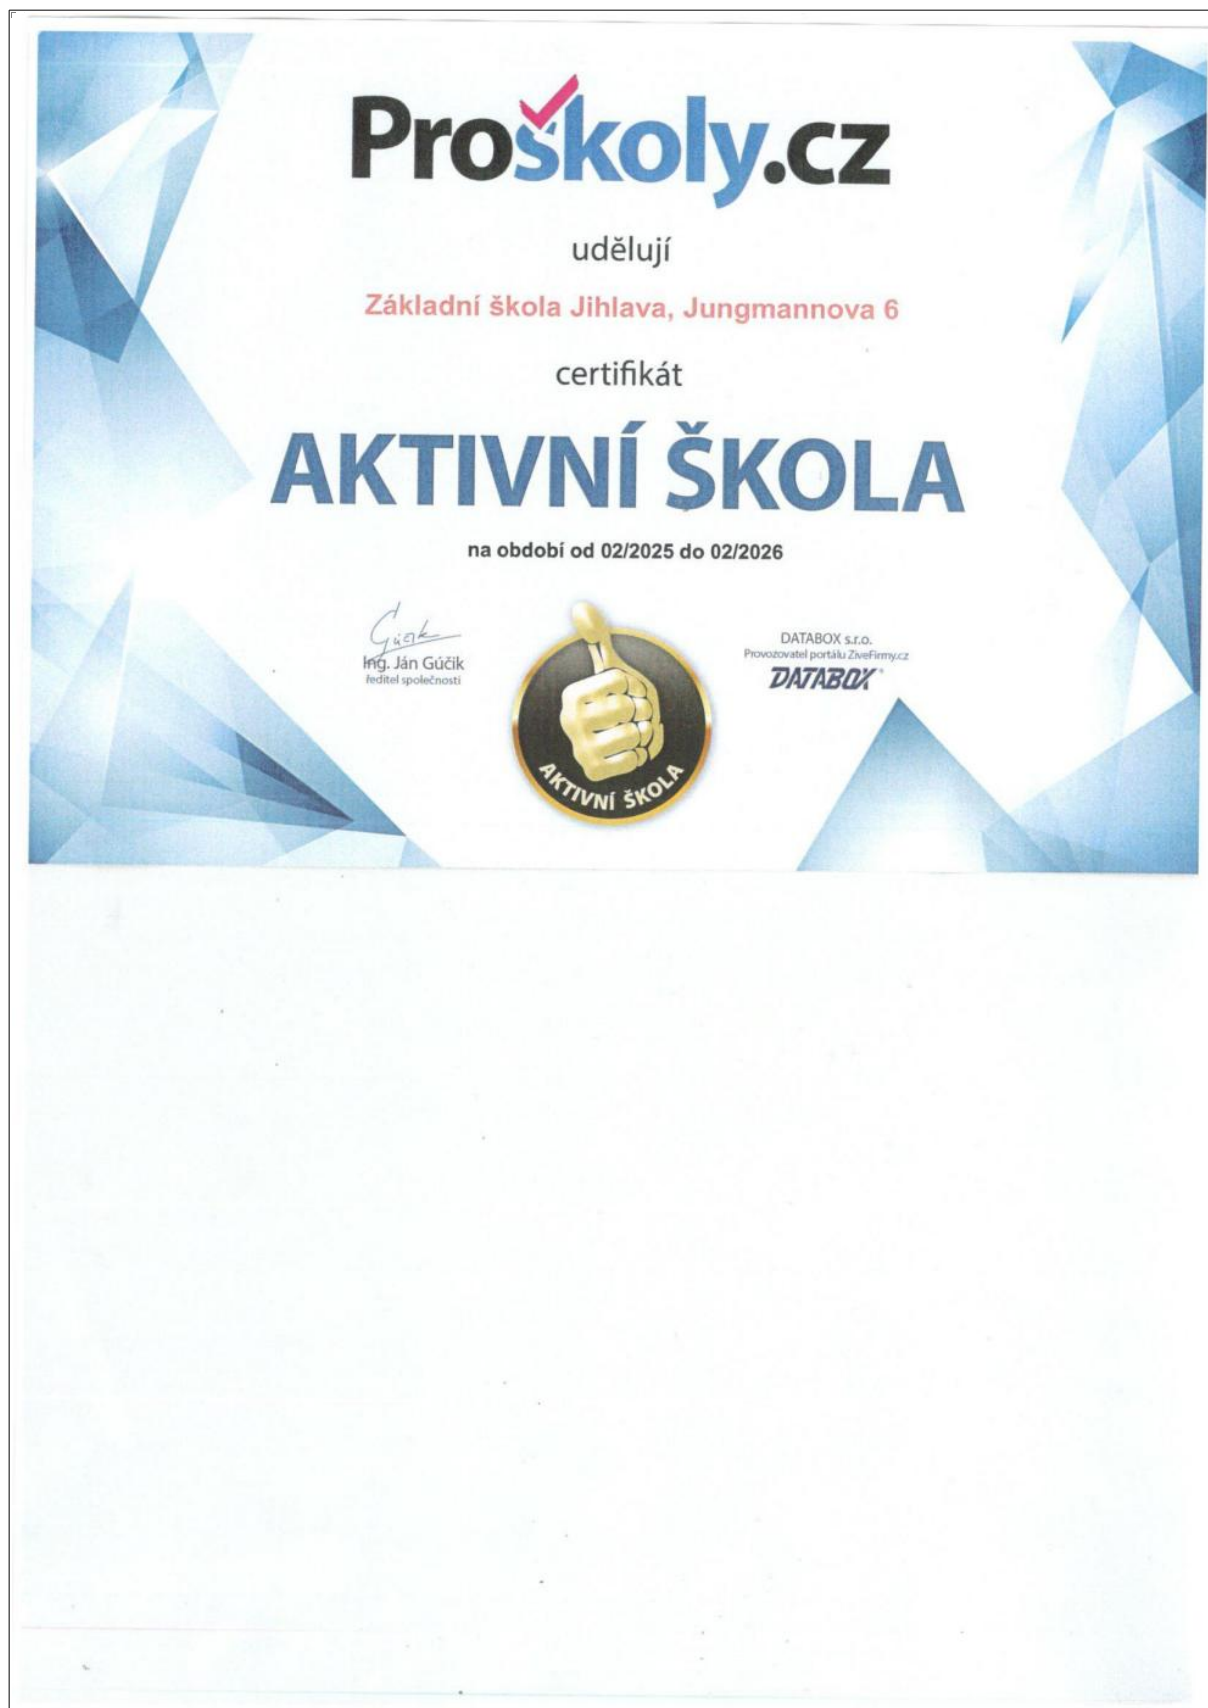 Proškoly.cz
udělují
Základní škola Jihlava, Jungmannova 6
certifikát
AKTIVNÍ ŠKOLA
na období od 02/2025 do 02/2026
Gúčik
Ing. Ján Gúčik
ředitel společnosti
DATABOX s.r.o.
Provozovatel portálu ZiveFirmy.cz
DATABOX
AKTIVNÍ ŠKOLA